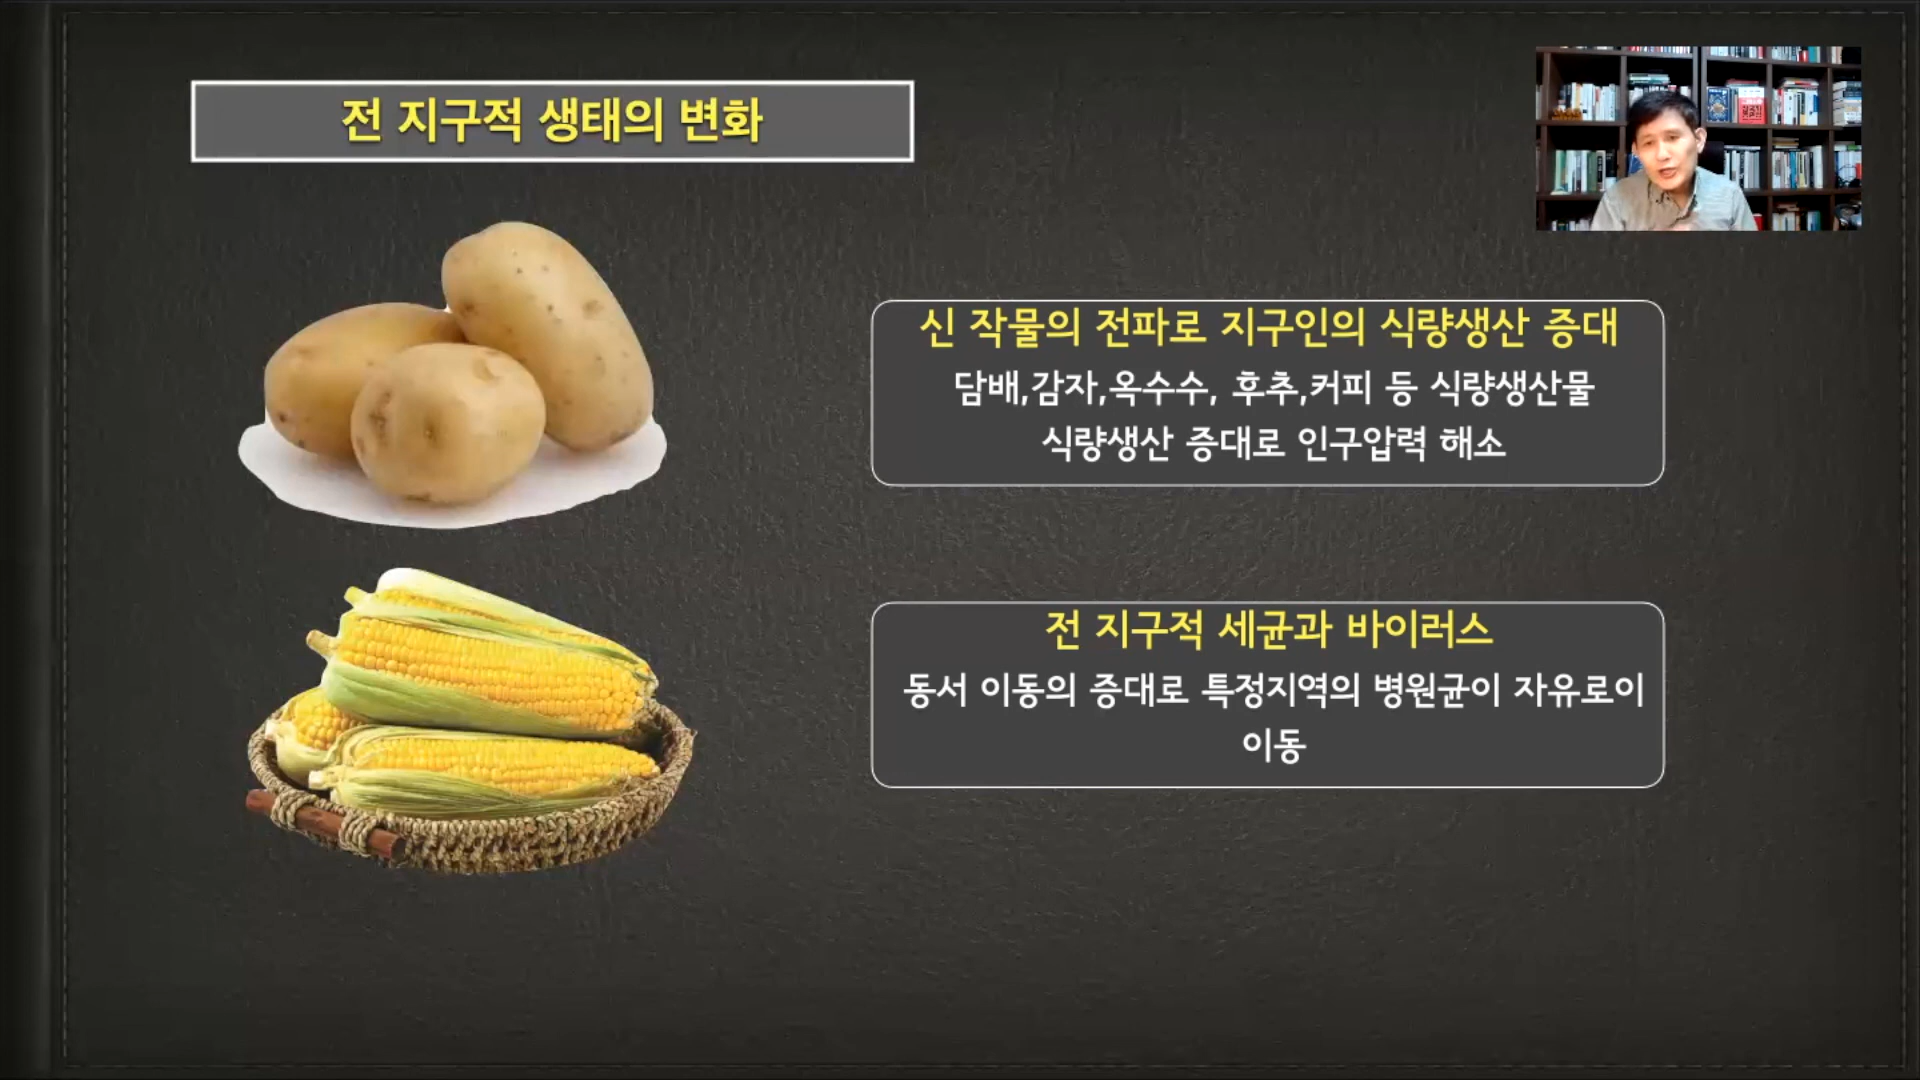 전 지구적 생태의 변화
신 작물의 전파로 지구인의 식량생산 증대
담배,감자,옥수수, 후추,커피 등 식량생산물
식량생산 증대로 인구압력 해소
전 지구적 세균과 바이러스
동서 이동의 증대로 특정지역의 병원균이 자유로이
이동